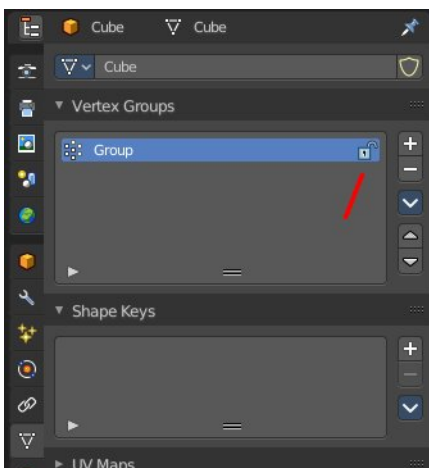 Cube Cube
Cube
Vertex Groups
Group
Shape Keys
UV Maps